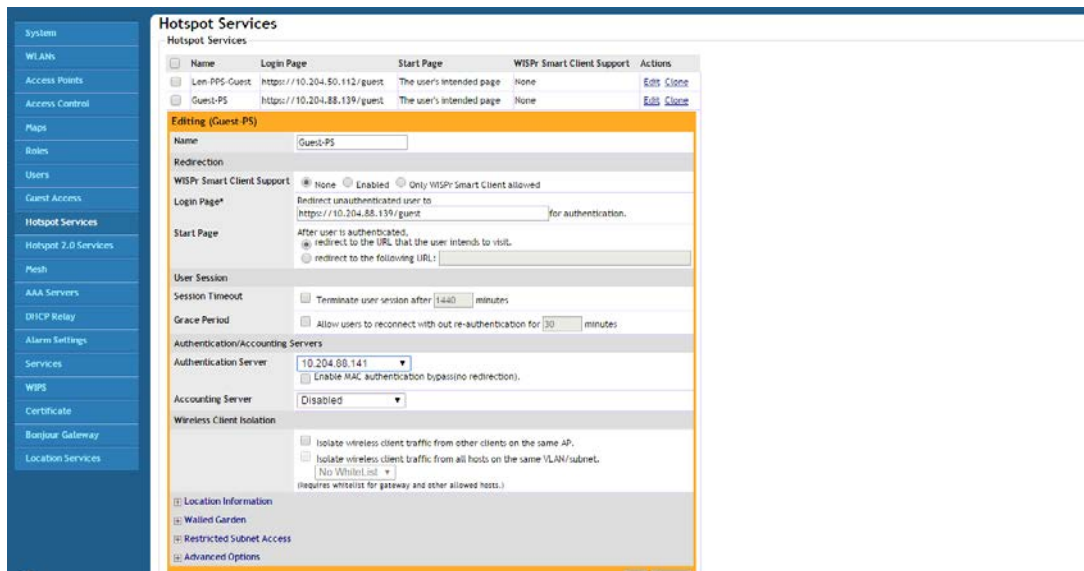 System
WLANs
Access Points
Access Control
Maps
Roles
Users
Guest Access
Hotspot Services
Hotspot 2.0 Services
Mesh
AAA Servers
DHCP Relay
Alarm Settings
Services
WIPS
Certificate
Bonjour Gateway
Location Services
Hotspot Services
Hotspot Services
Name Login Page Start Page WISPr Smart Client Support Actions
Len-PPS-Guest https://10.204.50.112/guest The user's intended page None Edit Clone
Guest-PS https://10.204.88.139/guest The user's intended page None Edit Clone
Editing (Guest-PS)
Name Guest-PS
Redirection
WISPr Smart Client Support None Enabled Only WISPr Smart Client allowed
Login Page* Redirect unauthenticated user to
https://10.204.88.139/guest for authentication.
Start Page After user is authenticated,
redirect to the URL that the user intends to visit.
redirect to the following URL:
User Session
Session Timeout Terminate user session after 1440 minutes
Grace Period Allow users to reconnect with out re-authentication for 30 minutes
Authentication/Accounting Servers
Authentication Server 10.204.88.141
Enable MAC authentication bypass(no redirection).
Accounting Server Disabled
Wireless Client Isolation
Isolate wireless client traffic from other clients on the same AP.
Isolate wireless client traffic from all hosts on the same VLAN/subnet.
No WhiteList
(Requires whitelist for gateway and other allowed hosts.)
Location Information
Walled Garden
Restricted Subnet Access
Advanced Options